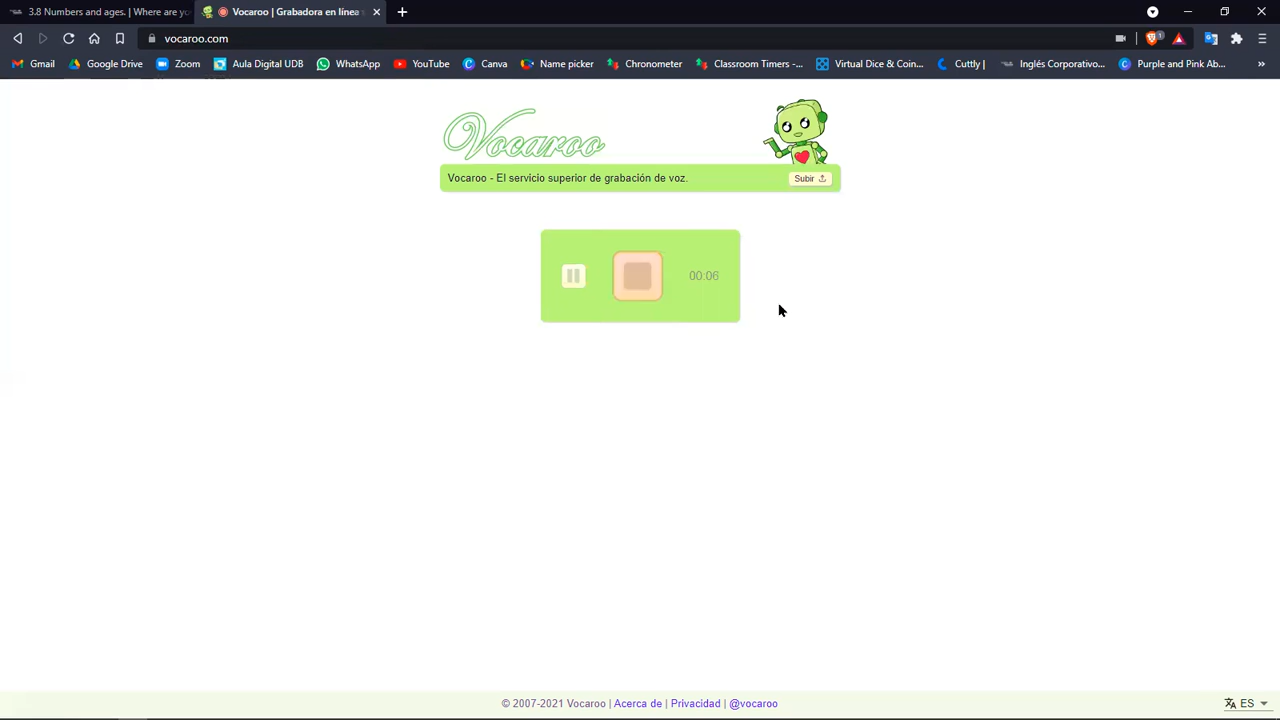 3.8 Numbers and ages. | Where are yo
Vocaroo | Grabadora en línea
vocaroo.com
1
Gmail
Google Drive
Zoom
Aula Digital UDB
WhatsApp
YouTube
Canva
Name picker
Chronometer
Classroom Timers -...
Virtual Dice & Coin...
Cuttly |
Inglés Corporativo...
Purple and Pink Ab...
Vocaroo
Vocaroo - El servicio superior de grabación de voz.
Subir
00:06
© 2007-2021 Vocaroo | Acerca de | Privacidad | @vocaroo
ES